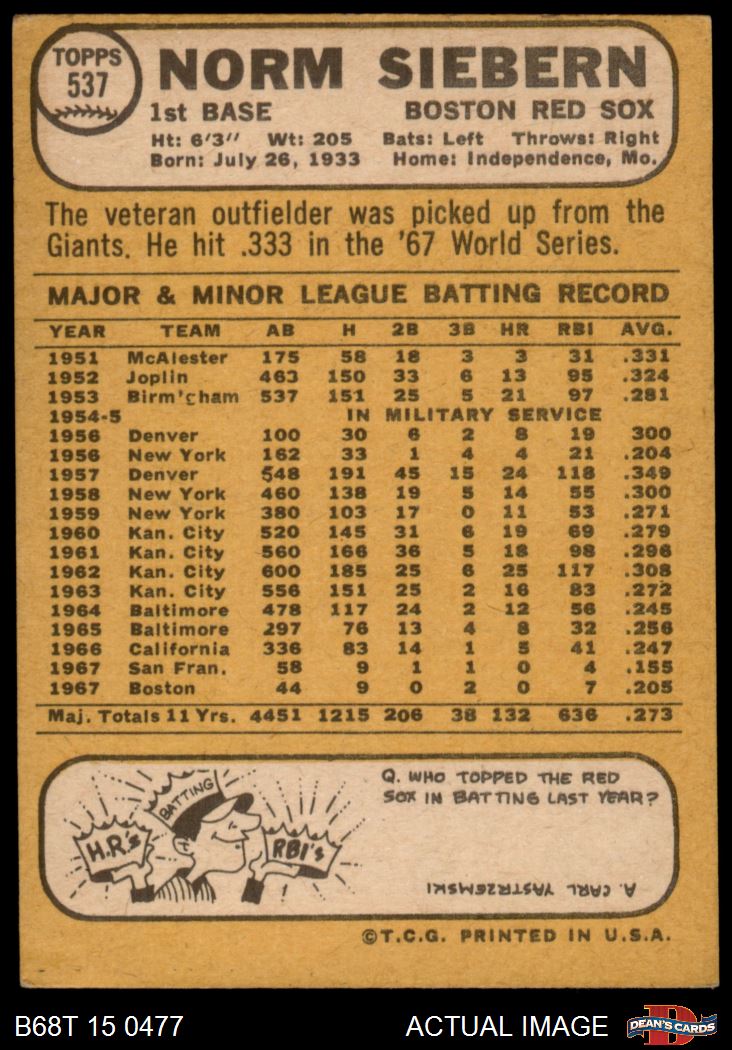 TOPPS
537
NORM SIEBERN
1st BASE BOSTON RED SOX
Ht: 6'3'' Wt: 205 Bats: Left Throws: Right
Born: July 26, 1933 Home: Independence, Mo.
The veteran outfielder was picked up from the
Giants. He hit .333 in the '67 World Series.
MAJOR & MINOR LEAGUE BATTING RECORD
YEAR TEAM AB H 2B 3B HR RBI AVG.
1951 McAlester 175 58 18 3 3 31 .331
1952 Joplin 463 150 33 6 13 95 .324
1953 Birm'gham 537 151 25 5 21 97 .281
1954-5 IN MILITARY SERVICE
1956 Denver 100 30 6 2 8 19 300
1956 New York 162 33 1 4 4 21 .204
1957 Denver 548 191 45 15 24 118 .349
1958 New York 460 138 19 5 14 55 .300
1959 New York 380 103 17 0 11 53 .271
1960 Kan. City 520 145 31 6 19 69 .279
1961 Kan. City 560 166 36 5 18 98 .296
1962 Kan. City 600 185 25 6 25 117 .308
1963 Kan. City 556 151 25 2 16 83 .272
1964 Baltimore 478 117 24 2 12 56 .245
1965 Baltimore 297 76 13 4 8 32 .256
1966 California 336 83 14 1 5 41 .247
1967 San Fran. 58 9 1 1 0 4 .155
1967 Boston 44 9 0 2 0 7 .205
Maj. Totals 11 Yrs. 4451 1215 206 38 132 636 .273
BATTING
H.R.'s
RBI's
Q. WHO TOPPED THE RED
SOX IN BATTING LAST YEAR?
A. CARL YASTRZEMSKI
©T.C.G. PRINTED IN U.S.A.
B68T 15 0477 ACTUAL IMAGE
D
DEAN'S CARDS